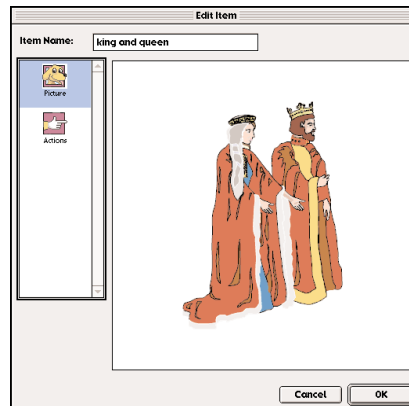 Edit Item
Item Name: king and queen
Picture
Actions
Cancel OK